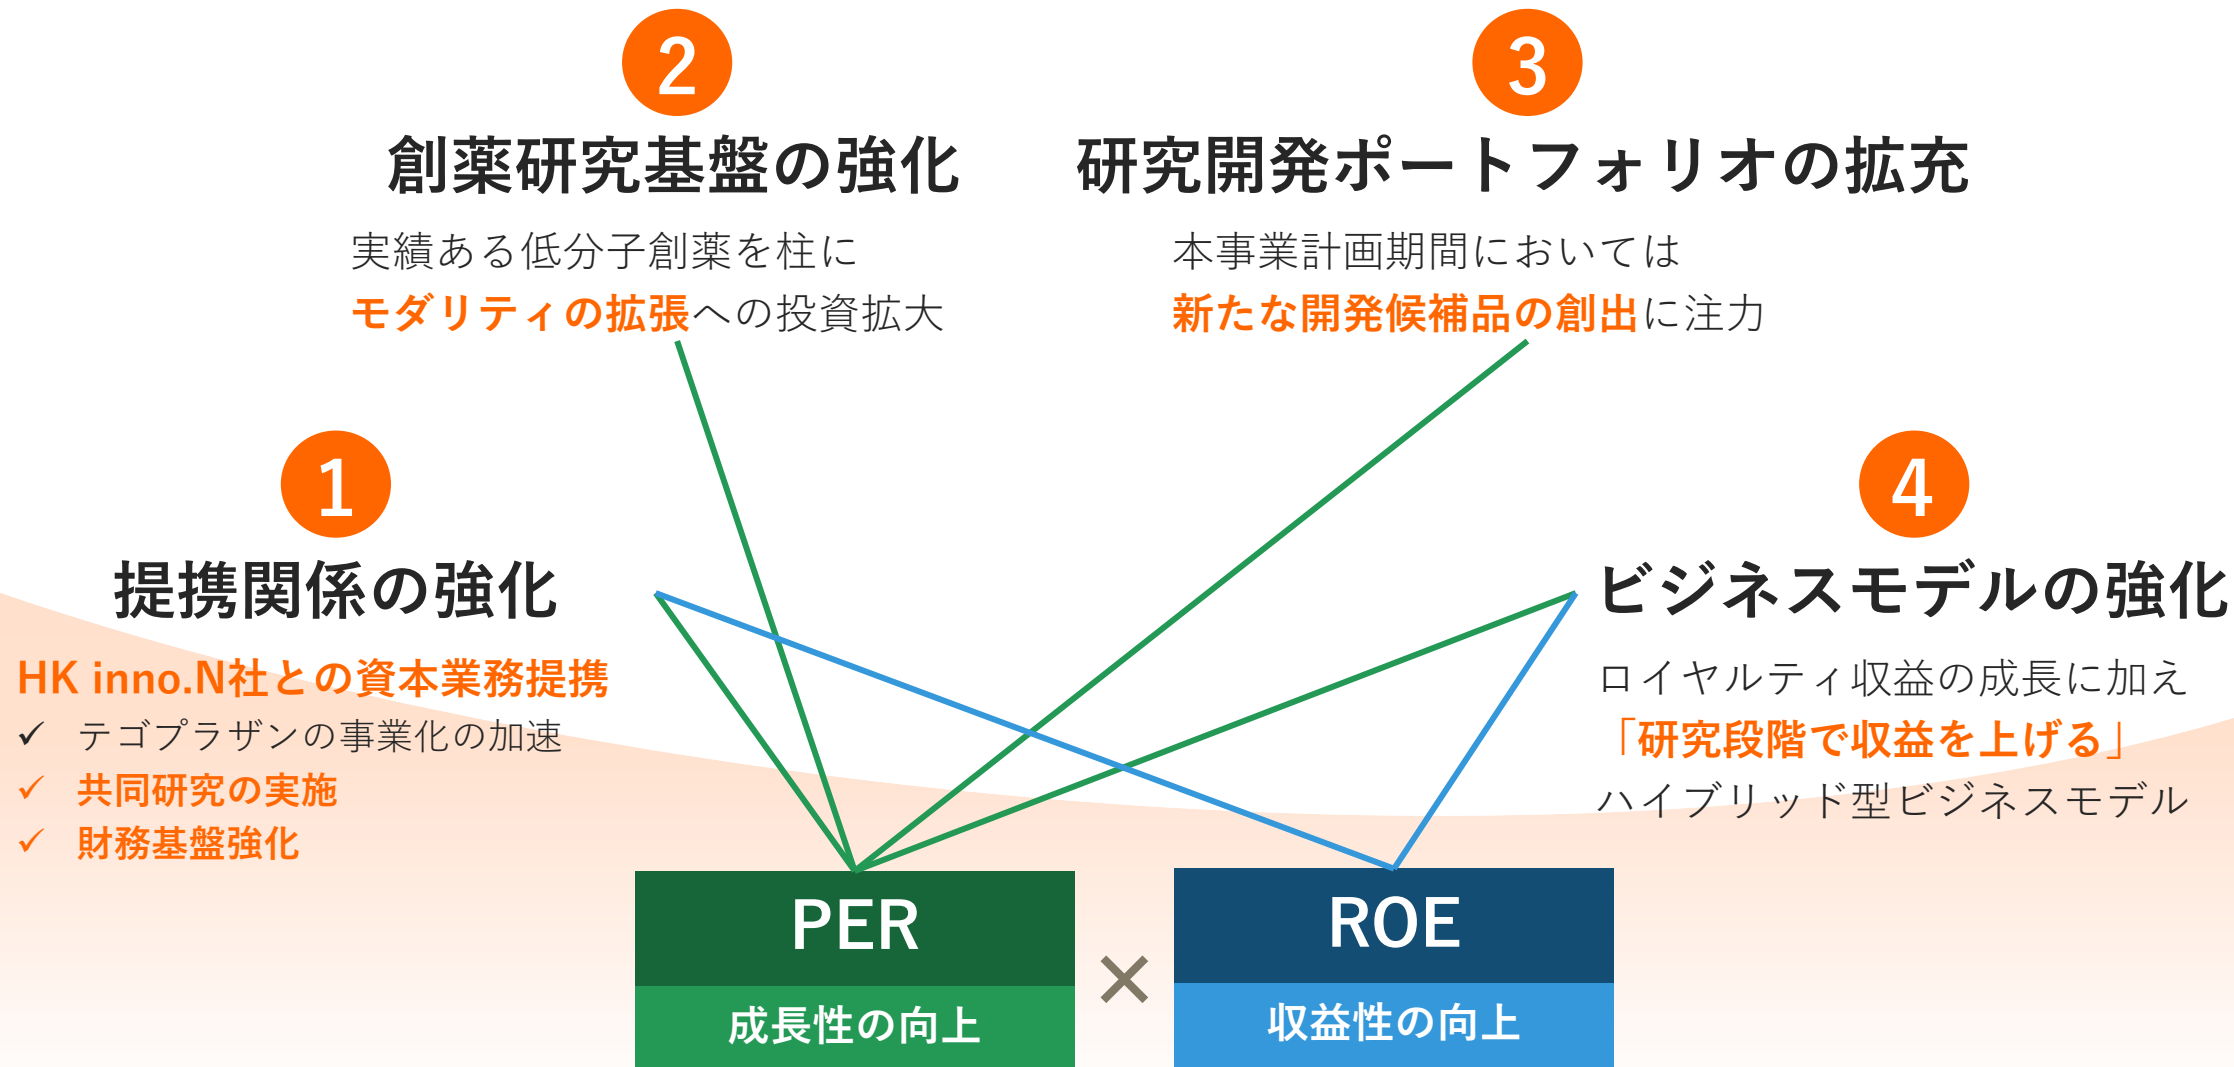 2
創薬研究基盤の強化
実績ある低分子創薬を柱に
モダリティの拡張への投資拡大
3
研究開発ポートフォリオの拡充
本事業計画期間においては
新たな開発候補品の創出に注力
1
提携関係の強化
HK inno.N社との資本業務提携
✓ テゴプラザンの事業化の加速
✓ 共同研究の実施
✓ 財務基盤強化
4
ビジネスモデルの強化
ロイヤルティ収益の成長に加え
「研究段階で収益を上げる」
ハイブリッド型ビジネスモデル
PER
成長性の向上
×
ROE
収益性の向上